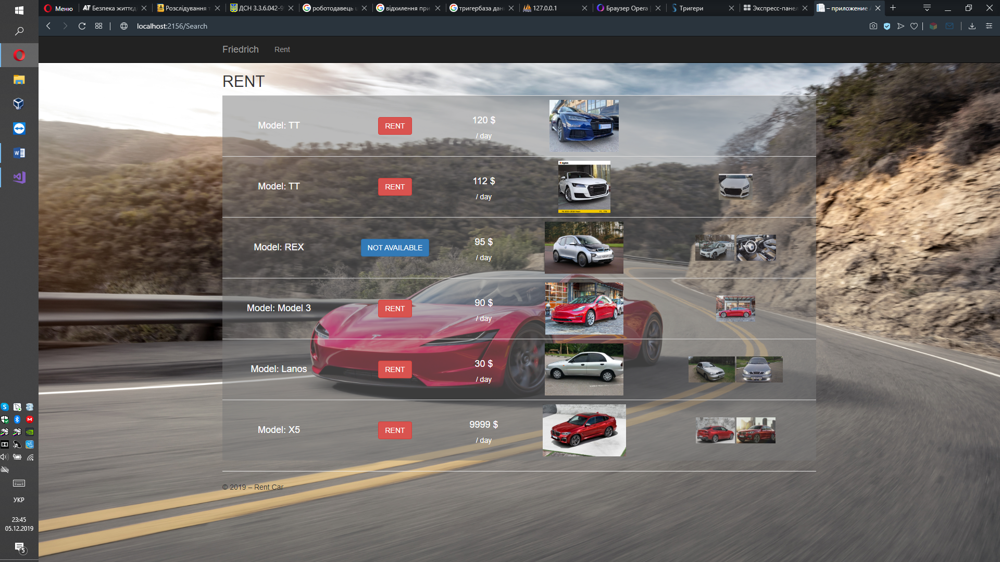 Меню
АТ Безпека життєд
Розслідування т
ДСН 3.3.6.042-9
роботодавець ц
відхилення при
тригербаза дан
127.0.0.1
Браузер Opera |
Тригери
Экспресс-панел
– приложение A
localhost:2156/Search
Friedrich Rent
RENT
Model: TT RENT 120 $
/ day
Model: TT RENT 112 $
/ day
Model: REX NOT AVAILABLE 95 $
/ day
Model: Model 3 RENT 90 $
/ day
Model: Lanos RENT 30 $
/ day
Model: X5 RENT 9999 $
/ day
© 2019 – Rent Car
УКР
23:45
05.12.2019
5